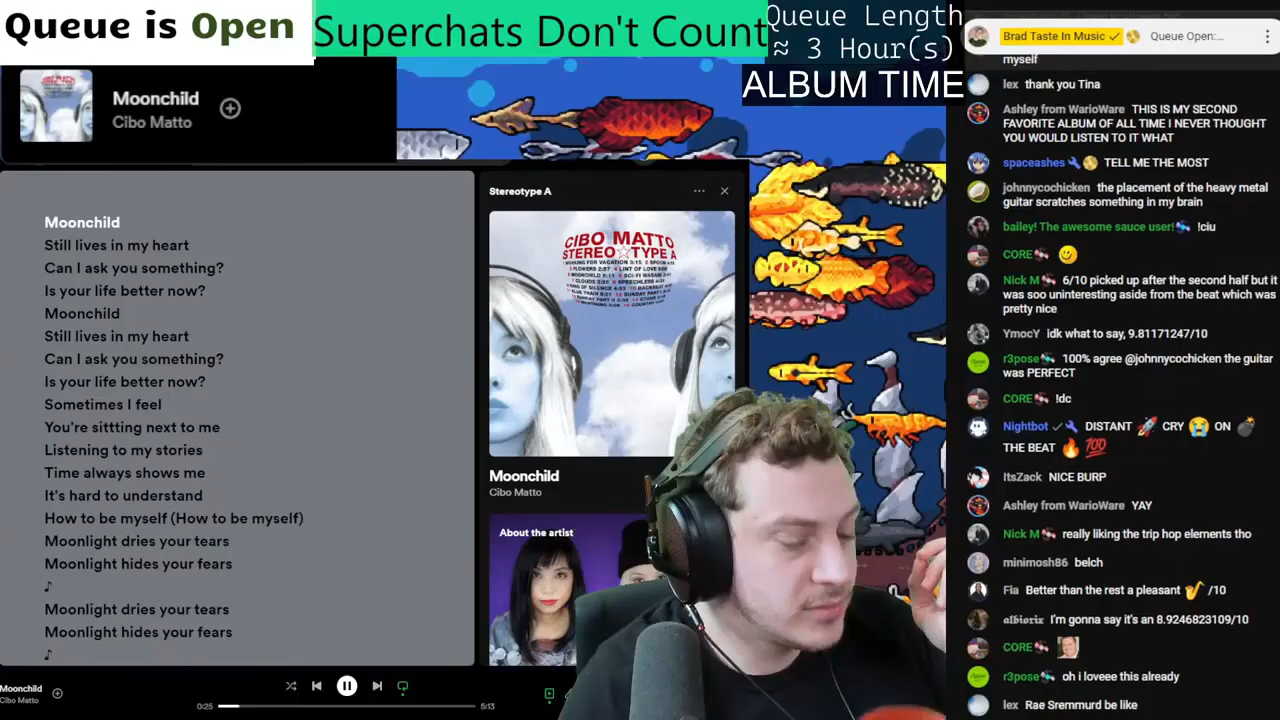 Queue is Open
Superchats Don't Count
Queue Length
≈ 3 Hour(s)
ALBUM TIME
Moonchild
Cibo Matto
Moonchild
Still lives in my heart
Can I ask you something?
Is your life better now?
Moonchild
Still lives in my heart
Can I ask you something?
Is your life better now?
Sometimes I feel
You're sittting next to me
Listening to my stories
Time always shows me
It's hard to understand
How to be myself (How to be myself)
Moonlight dries your tears
Moonlight hides your fears
♪
Moonlight dries your tears
Moonlight hides your fears
♪
Stereotype A
CIBO MATTO
STEREO☆TYPE A
Moonchild
Cibo Matto
About the artist
Moonchild
Cibo Matto
0:25
5:13
Brad Taste In Music
Queue Open:...
myself
lex thank you Tina
Ashley from WarioWare THIS IS MY SECOND
FAVORITE ALBUM OF ALL TIME I NEVER THOUGHT
YOU WOULD LISTEN TO IT WHAT
spaceashes TELL ME THE MOST
johnnycochicken the placement of the heavy metal
guitar scratches something in my brain
bailey! The awesome sauce user! !ciu
CORE
Nick M 6/10 picked up after the second half but it
was soo uninteresting aside from the beat which was
pretty nice
YmocY idk what to say, 9.81171247/10
r3pose 100% agree @johnnycochicken the guitar
was PERFECT
CORE !dc
Nightbot DISTANT 🚀 CRY 😭 ON 💣
THE BEAT 🔥 💯
ItsZack NICE BURP
Ashley from WarioWare YAY
Nick M really liking the trip hop elements tho
minimosh86 belch
Fia Better than the rest a pleasant 🎷 /10
albiorix I'm gonna say it's an 8.9246823109/10
CORE
r3pose oh i loveee this already
lex Rae Sremmurd be like